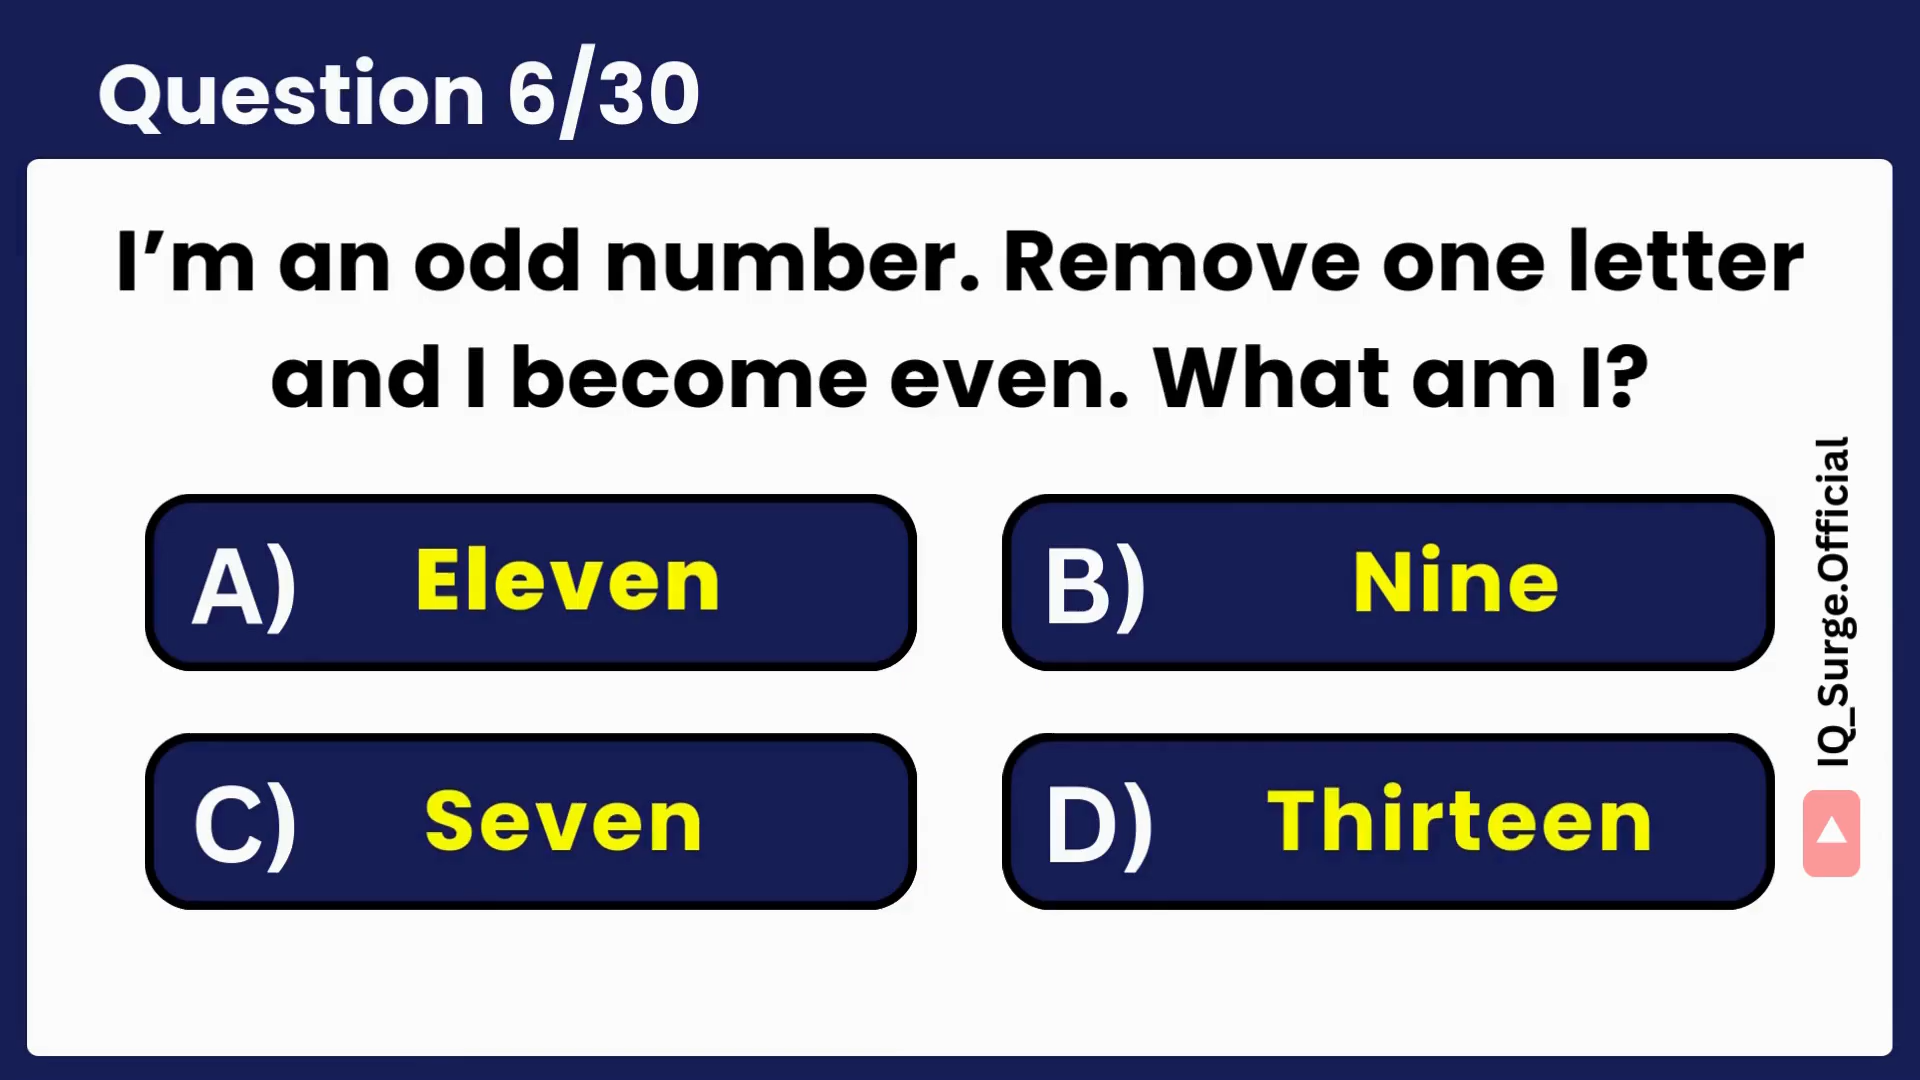 Question 6/30
I’m an odd number. Remove one letter
and I become even. What am I?
A) Eleven
B) Nine
C) Seven
D) Thirteen
IQ_Surge.Official